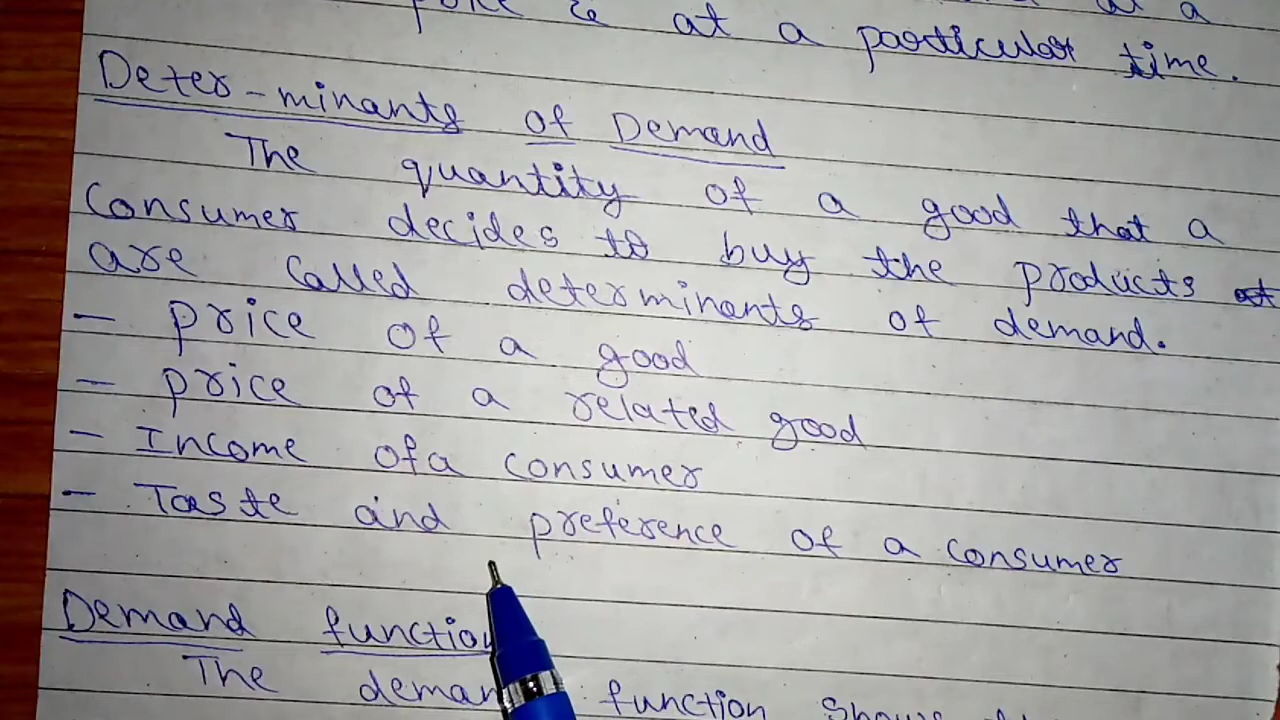 at a particular time.
Deter-minants of Demand
The quantity of a good that a
Consumer decides to buy the products
are called determinants of demand.
- price of a good
- price of a related good
- Income of a consumer
- Taste and preference of a consumer
Demand function
The deman function